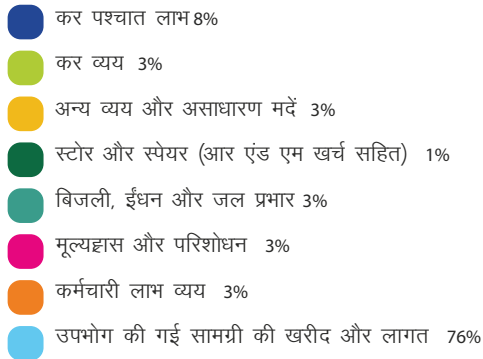 कर पश्चात लाभ 8%
कर व्यय 3%
अन्य व्यय और असाधारण मदें 3%
स्टोर और स्पेयर (आर एंड एम खर्च सहित) 1%
बिजली, ईंधन और जल प्रभार 3%
मूल्यह्रास और परिशोधन 3%
कर्मचारी लाभ व्यय 3%
उपभोग की गई सामग्री की खरीद और लागत 76%